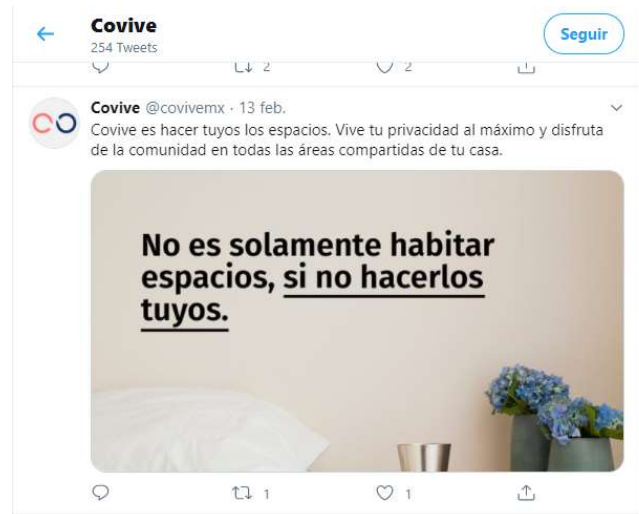 Covive
254 Tweets
Seguir
2
2
Covive @covivemx · 13 feb.
Covive es hacer tuyos los espacios. Vive tu privacidad al máximo y disfruta
de la comunidad en todas las áreas compartidas de tu casa.
No es solamente habitar
espacios, si no hacerlos
tuyos.
1
1